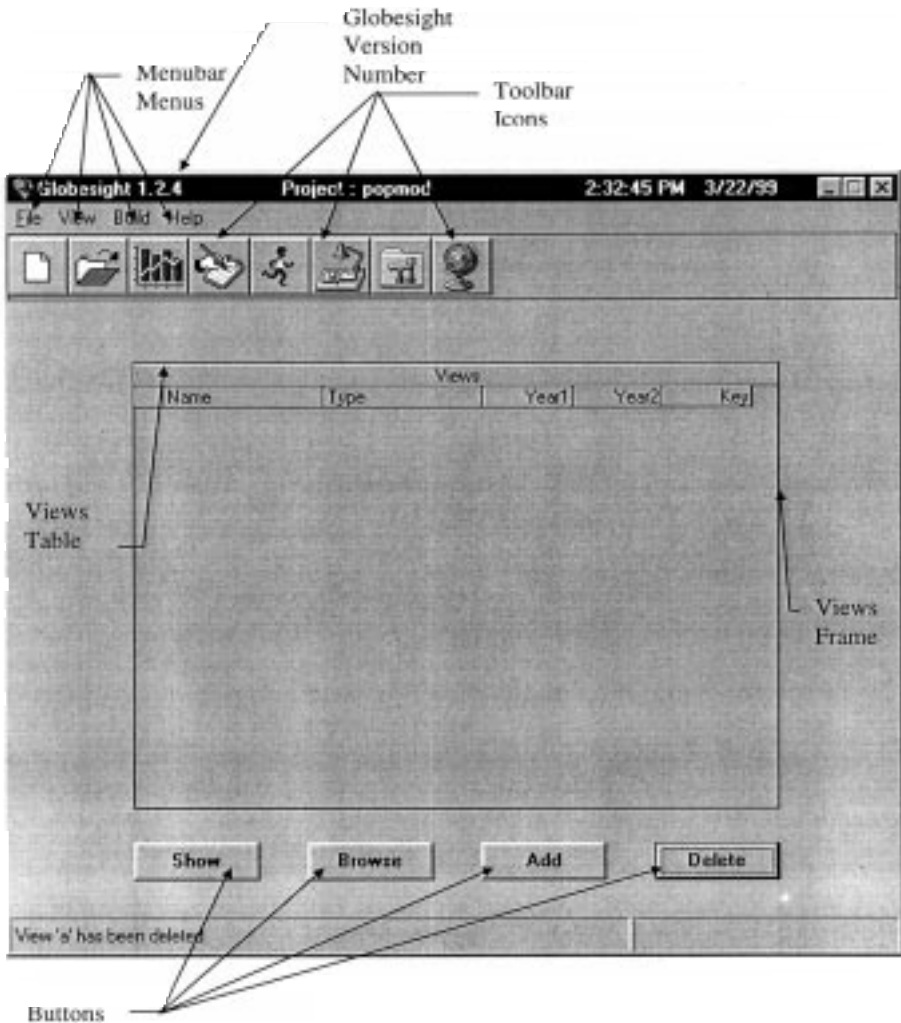 Globesight
Version
Number
Menubar
Menus
Toolbar
Icons
Globesight 1.2.4 Project : popmod 2:32:45 PM 3/22/99
File View Build Help
Views
Name Type Year1 Year2 Key
Views
Table
Views
Frame
Show Browse Add Delete
View 'a' has been deleted
Buttons